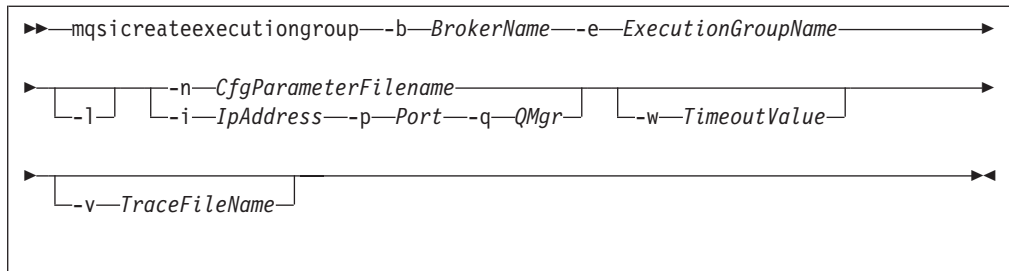 mqsicreateexecutiongroup -b BrokerName -e ExecutionGroupName
-n CfgParameterFilename
-l -i IpAddress -p Port -q QMgr -w TimeoutValue
-v TraceFileName